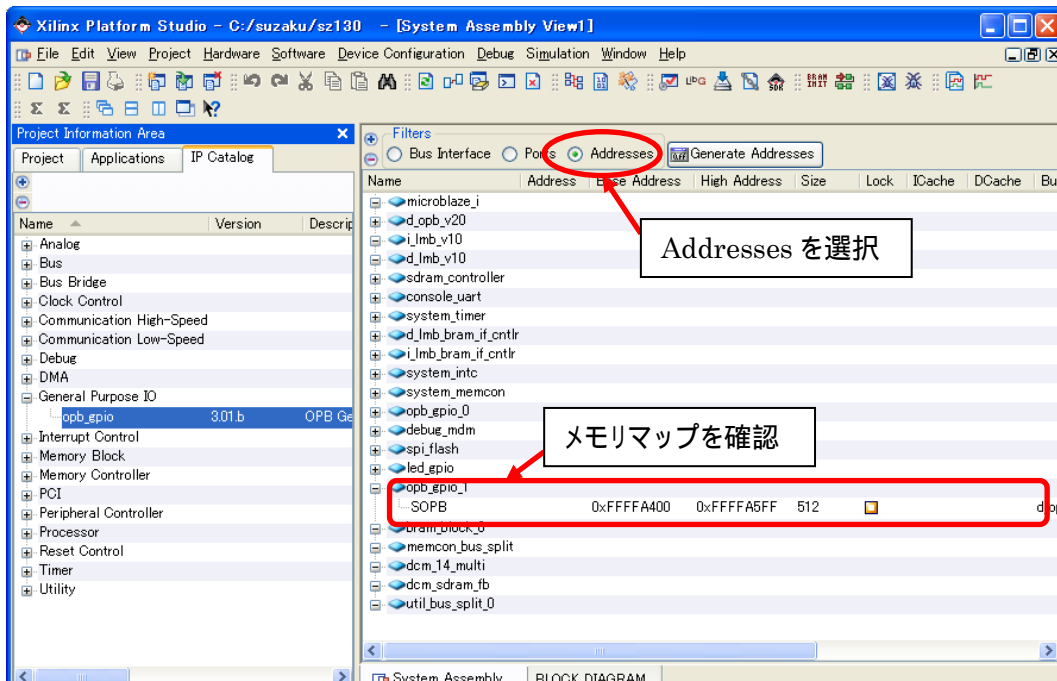 Xilinx Platform Studio - C:/suzaku/sz130 - [System Assembly View1]
File Edit View Project Hardware Software Device Configuration Debug Simulation Window Help
Project Information Area
Project Applications IP Catalog
Name Version Descrip
Analog
Bus
Bus Bridge
Clock Control
Communication High-Speed
Communication Low-Speed
Debug
DMA
General Purpose IO
opb_gpio 3.01.b OPB Ge
Interrupt Control
Memory Block
Memory Controller
PCI
Peripheral Controller
Processor
Reset Control
Timer
Utility
Filters
Bus Interface Ports Addresses Generate Addresses
Name Address Base Address High Address Size Lock ICache DCache Bu
microblaze_i
d_opb_v20
i_lmb_v10
d_lmb_v10
sdram_controller
console_uart
system_timer
d_lmb_bram_if_cntlr
i_lmb_bram_if_cntlr
system_intc
system_memcon
opb_gpio_0
debug_mdm
spi_flash
led_gpio
opb_gpio_1
SOPB 0xFFFFA400 0xFFFFA5FF 512
bram_block_0
memcon_bus_split
dcm_14_multi
dcm_sdram_fb
util_bus_split_0
Addresses を選択
メモリマップを確認
System Assembly BLOCK DIAGRAM